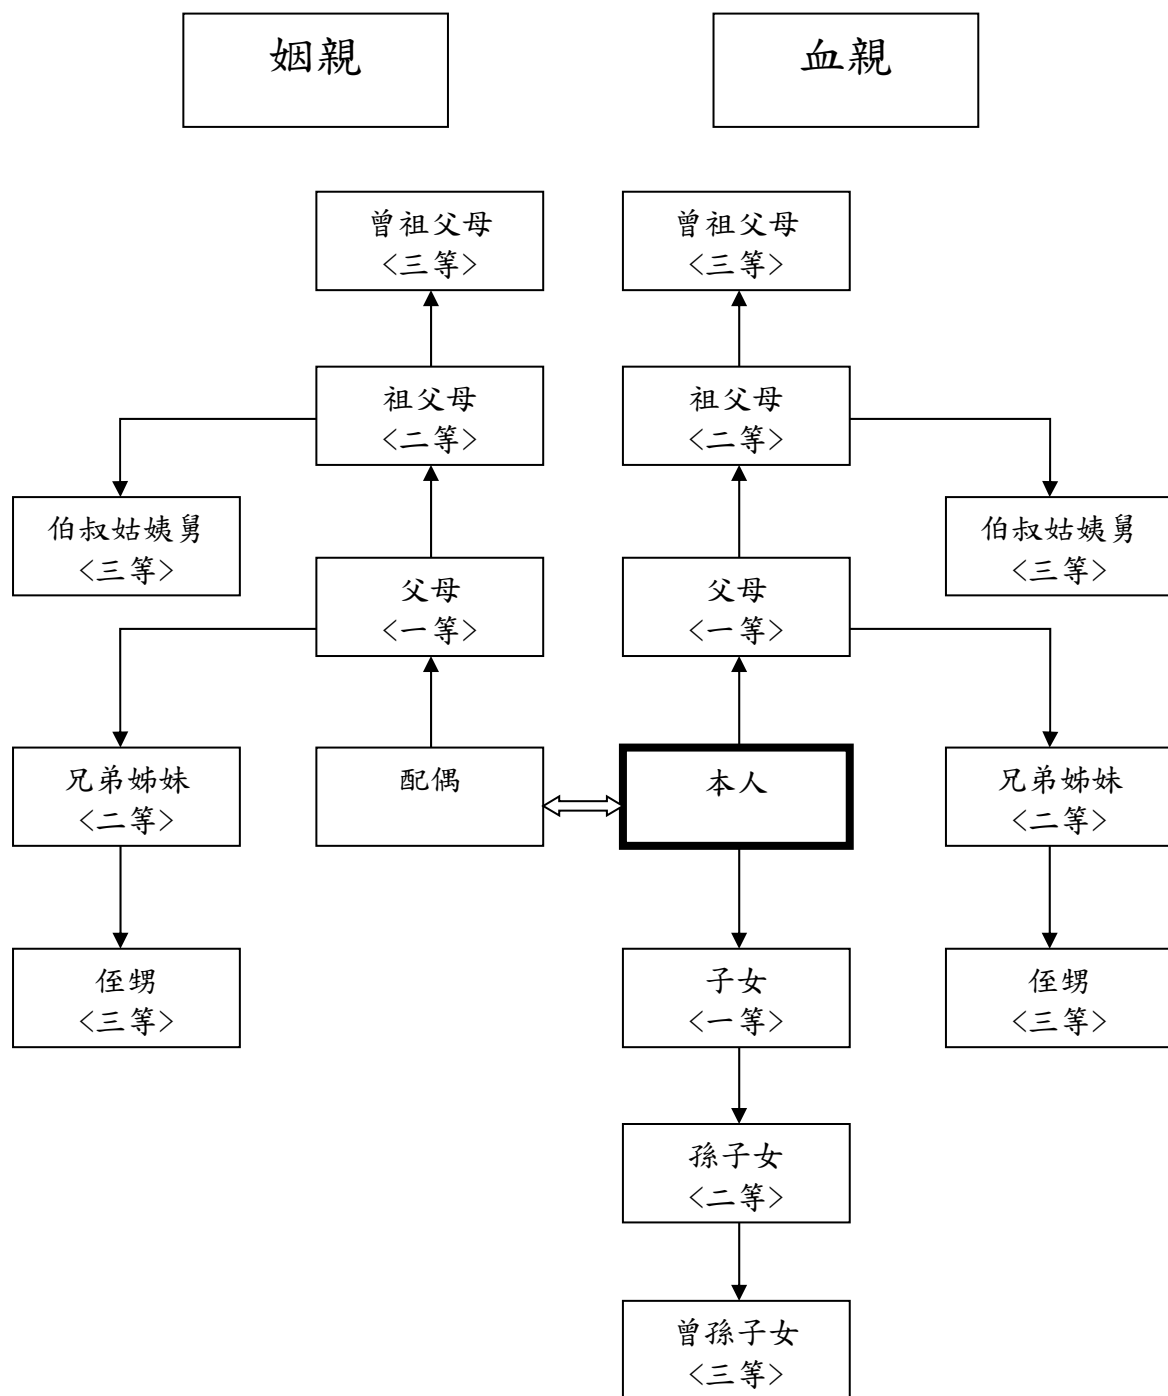 姻親
血親
曾祖父母
<三等>
曾祖父母
<三等>
祖父母
<二等>
祖父母
<二等>
伯叔姑姨舅
<三等>
伯叔姑姨舅
<三等>
父母
<一等>
父母
<一等>
兄弟姊妹
<二等>
配偶
本人
兄弟姊妹
<二等>
侄甥
<三等>
子女
<一等>
侄甥
<三等>
孫子女
<二等>
曾孫子女
<三等>